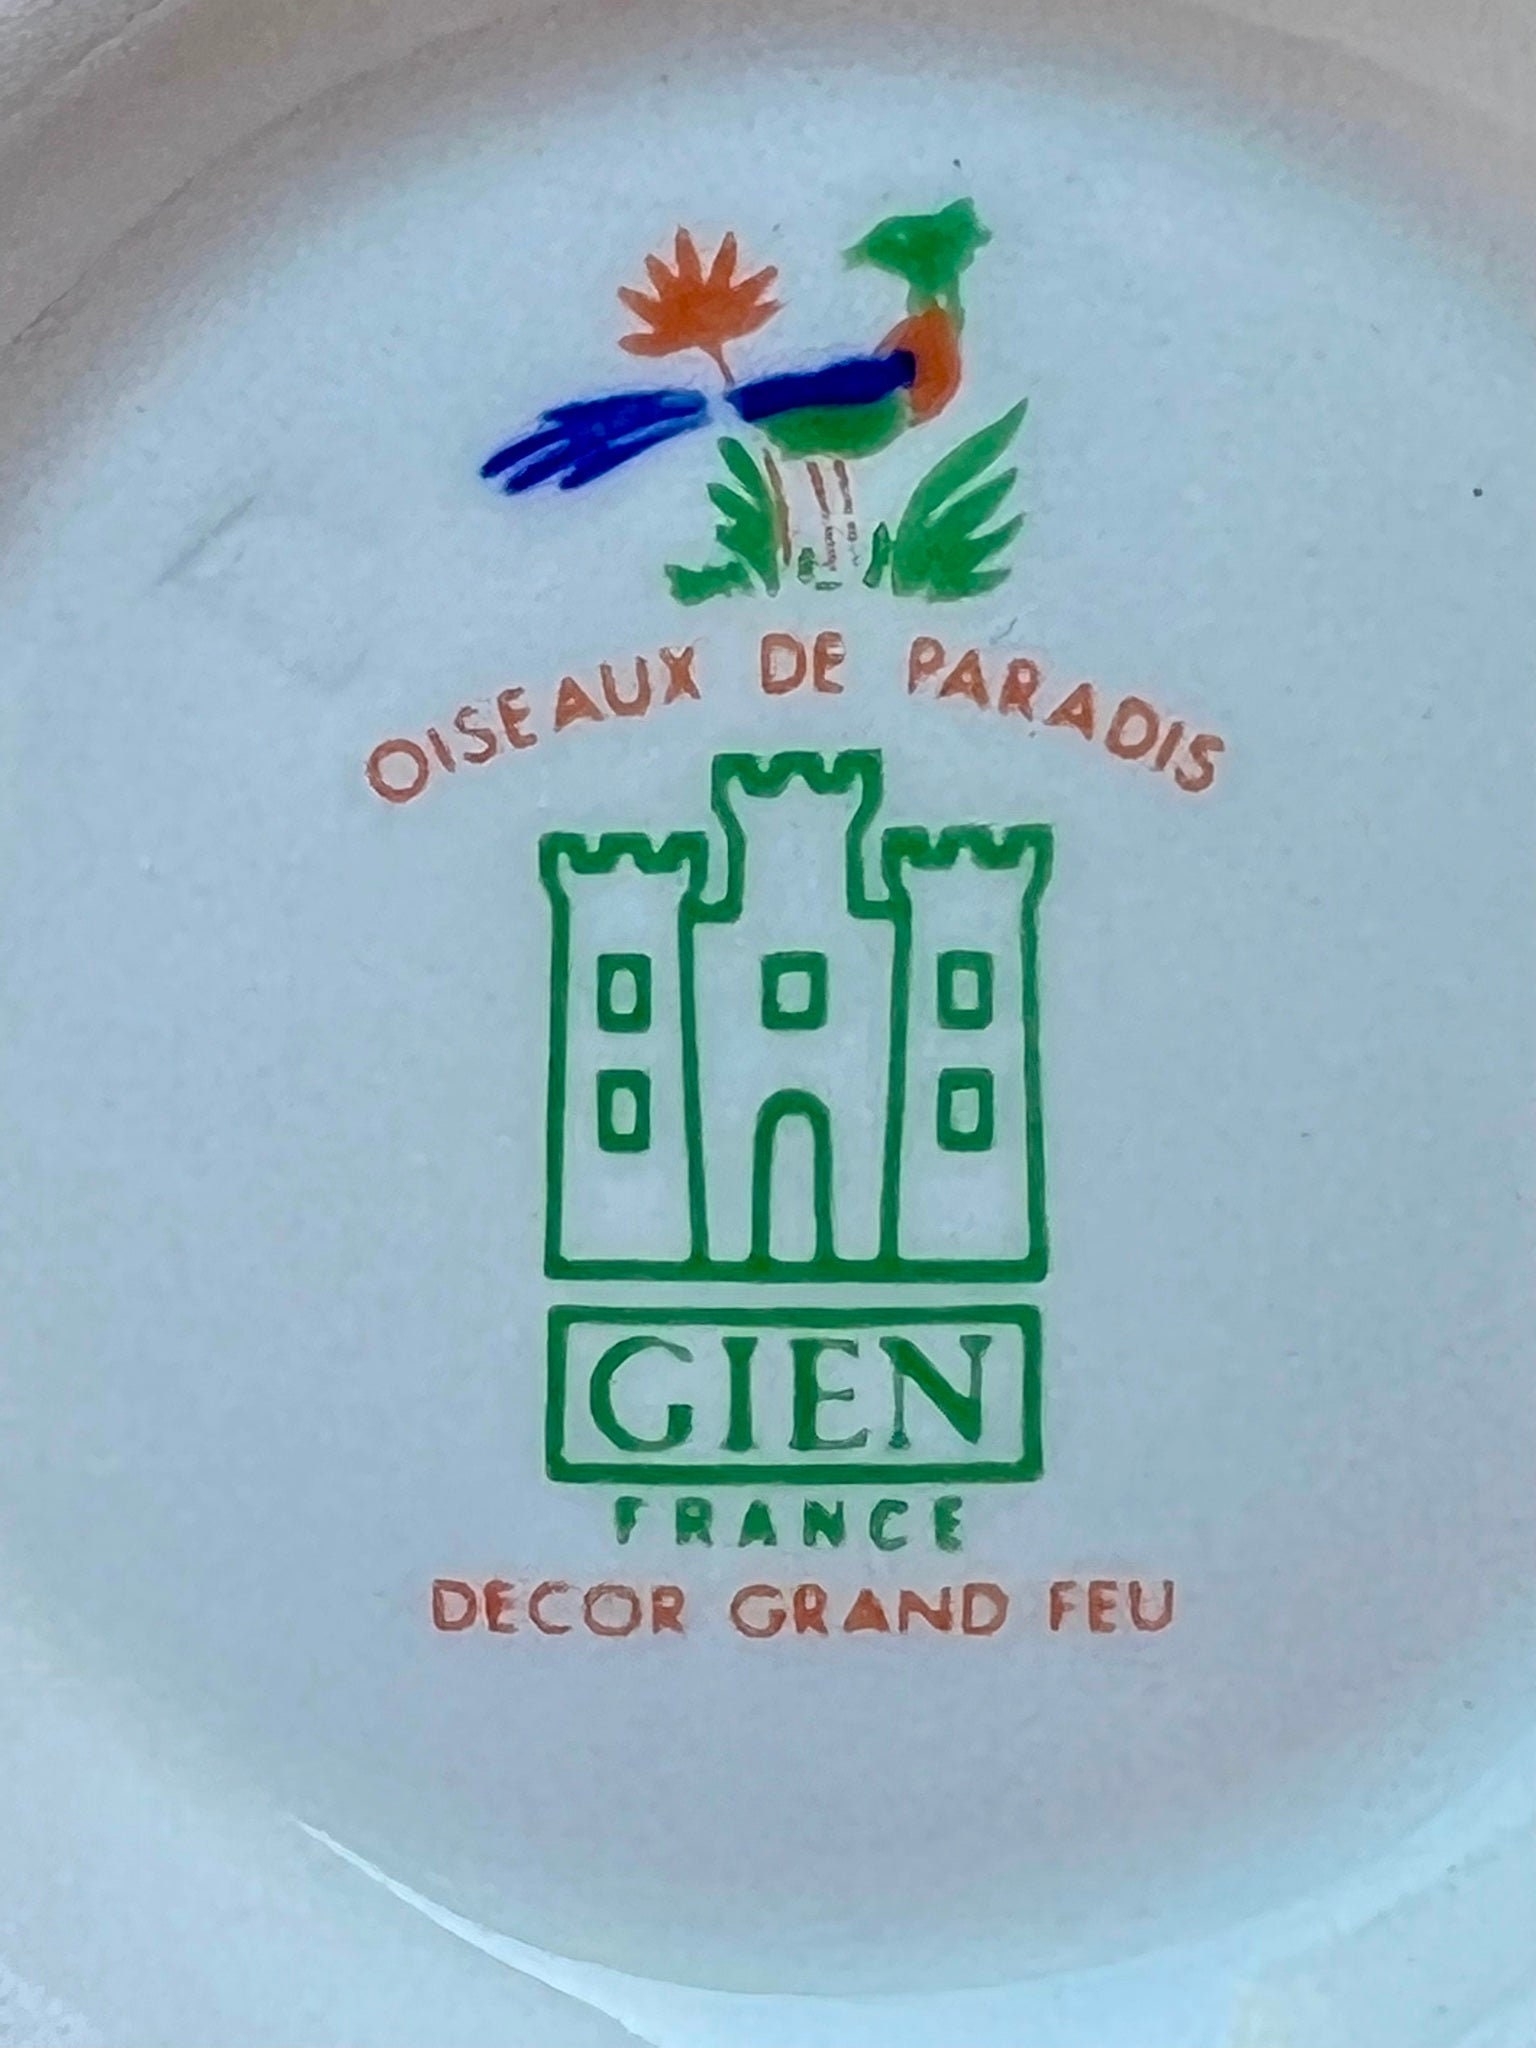 OISEAUX DE PARADIS
GIEN
FRANCE
DECOR GRAND FEU